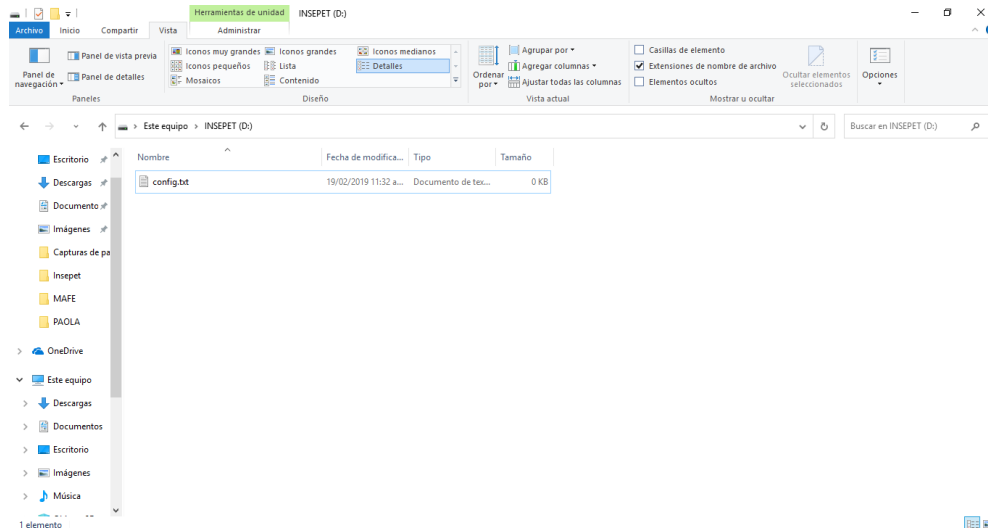 Herramientas de unidad INSEPET (D:)
Archivo Inicio Compartir Vista Administrar
Panel de navegación
Panel de vista previa
Panel de detalles
Paneles
Iconos muy grandes Iconos grandes Iconos medianos
Iconos pequeños Lista Detalles
Mosaicos Contenido
Diseño
Ordenar por
Agrupar por
Agregar columnas
Ajustar todas las columnas
Vista actual
Casillas de elemento
Extensiones de nombre de archivo
Elementos ocultos
Ocultar elementos seleccionados
Mostrar u ocultar
Opciones
Este equipo > INSEPET (D:)
Buscar en INSEPET (D:)
Nombre Fecha de modifica... Tipo Tamaño
config.txt 19/02/2019 11:32 a... Documento de tex... 0 KB
Escritorio
Descargas
Documento
Imágenes
Capturas de pa
Insepet
MAFE
PAOLA
OneDrive
Este equipo
Descargas
Documentos
Escritorio
Imágenes
Música
1 elemento